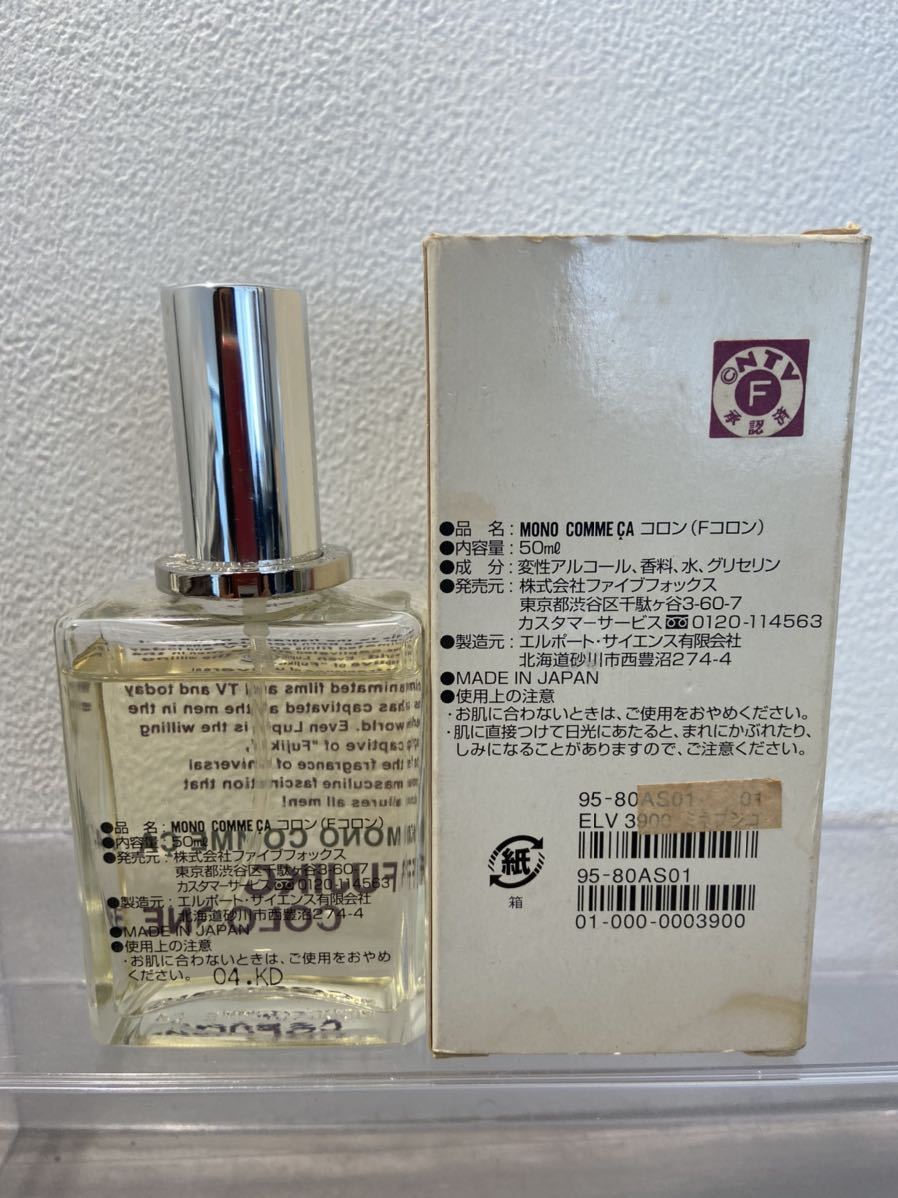 animated films and TV and today
has captivated all the men in the
world. Even Lupin is the willing
captive of "Fujiko",
is the fragrance of universal
masculine fascination that
allures all men!
MONO COMME ÇA
COLOGNE
●品 名:MONO COMME ÇA コロン(Fコロン)
●内容量:50mℓ
●発売元:株式会社ファイブフォックス
東京都渋谷区千駄ヶ谷3-60-7
カスタマーサービス 0120-114563
●製造元:エルポート・サイエンス有限会社
北海道砂川市西豊沼274-4
●MADE IN JAPAN
●使用上の注意
・お肌に合わないときは、ご使用をおやめ
ください。
04.KD
©NTV
F
承認済
●品 名:MONO COMME ÇA コロン(Fコロン)
●内容量:50mℓ
●成 分:変性アルコール、香料、水、グリセリン
●発売元:株式会社ファイブフォックス
東京都渋谷区千駄ヶ谷3-60-7
カスタマーサービス 0120-114563
●製造元:エルポート・サイエンス有限会社
北海道砂川市西豊沼274-4
●MADE IN JAPAN
●使用上の注意
・お肌に合わないときは、ご使用をおやめください。
・肌に直接つけて日光にあたると、まれにかぶれたり、
しみになることがありますので、ご注意ください。
95-80AS01 01
ELV 3900
紙
箱
95-80AS01
01-000-0003900